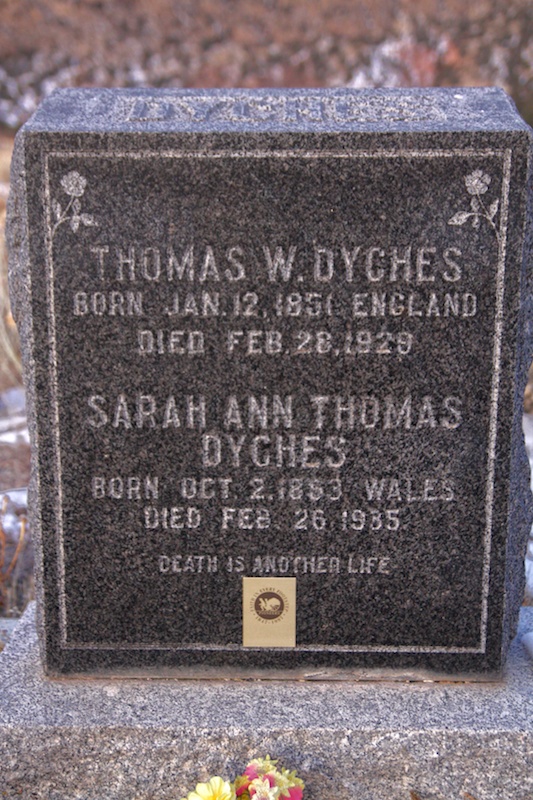 DYCHES
THOMAS W. DYCHES
BORN JAN. 12, 1851 ENGLAND
DIED FEB. 28, 1929
SARAH ANN THOMAS
DYCHES
BORN OCT. 2, 1853 WALES
DIED FEB. 26 1935
DEATH IS ANOTHER LIFE